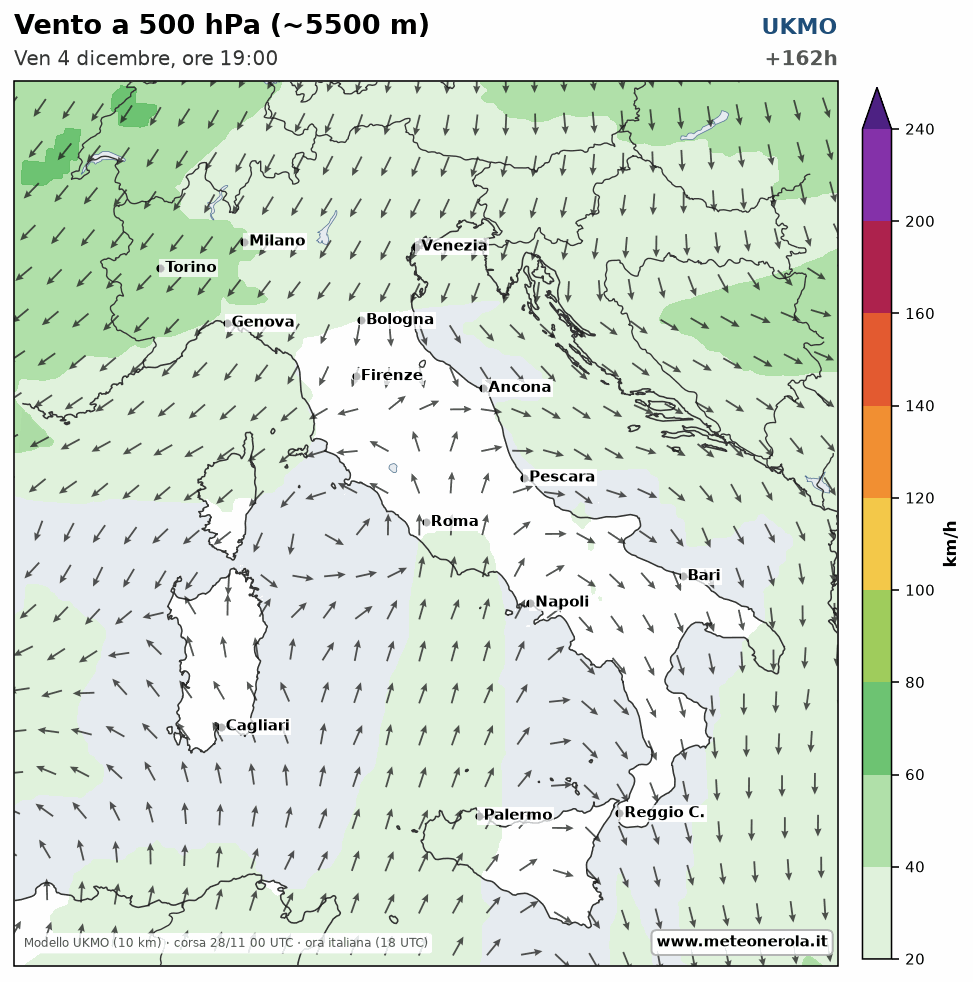 Vento a 500 hPa (~5500 m)
UKMO
Ven 4 dicembre, ore 19:00
+162h
Milano
Venezia
Torino
Genova
Bologna
Firenze
Ancona
Pescara
Roma
Bari
Napoli
Cagliari
Palermo
Reggio C.
240
200
160
140
120
100
80
60
40
20
km/h
Modello UKMO (10 km) · corsa 28/11 00 UTC · ora italiana (18 UTC)
www.meteonerola.it